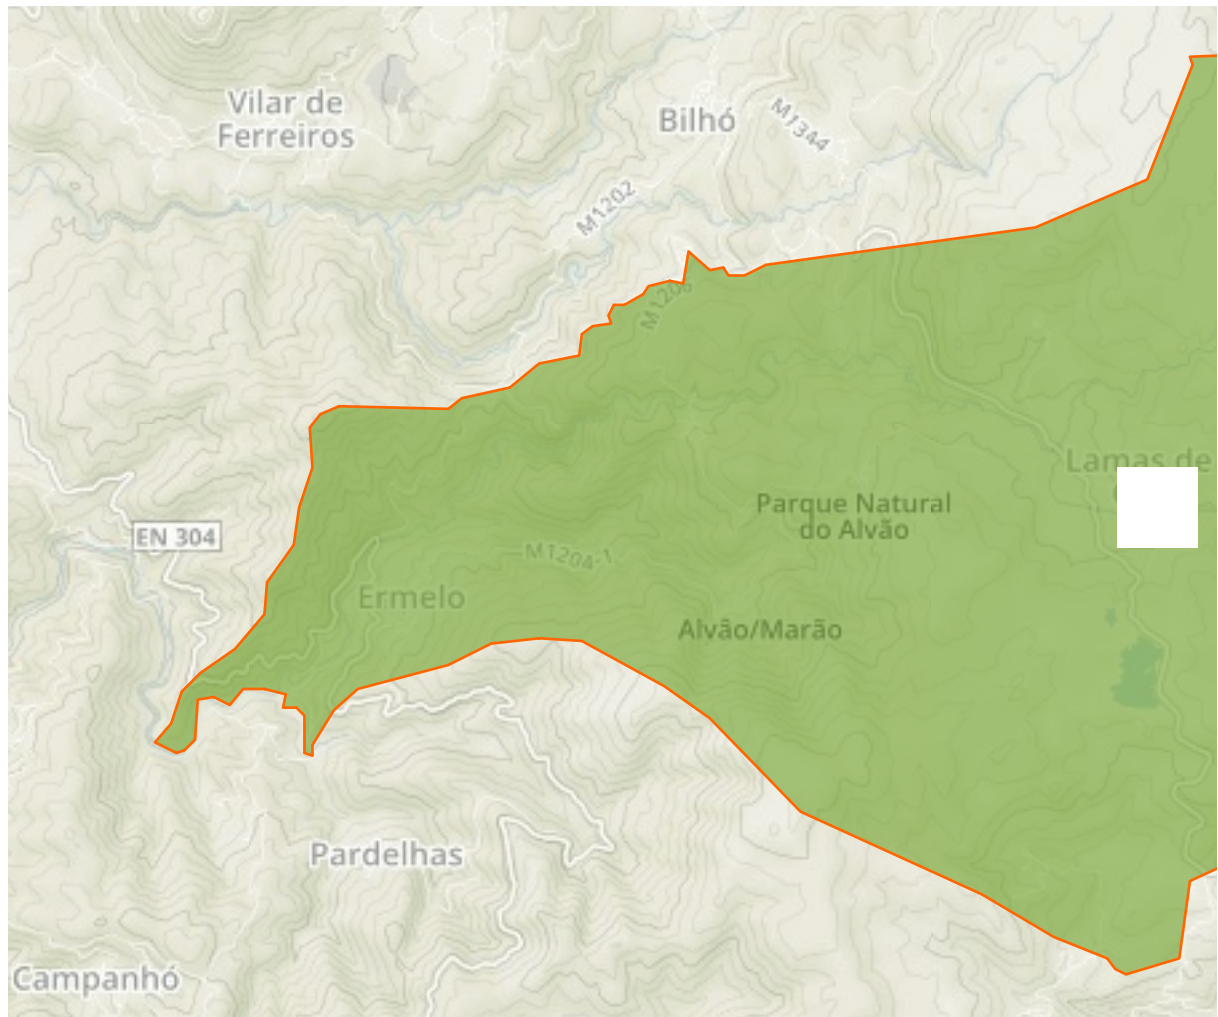 Vilar de
Ferreiros
Bilhó
M1344
M1202
M1206
Lamas de
Parque Natural
do Alvão
EN 304
M1204-1
Ermelo
Alvão/Marão
Pardelhas
Campanhó